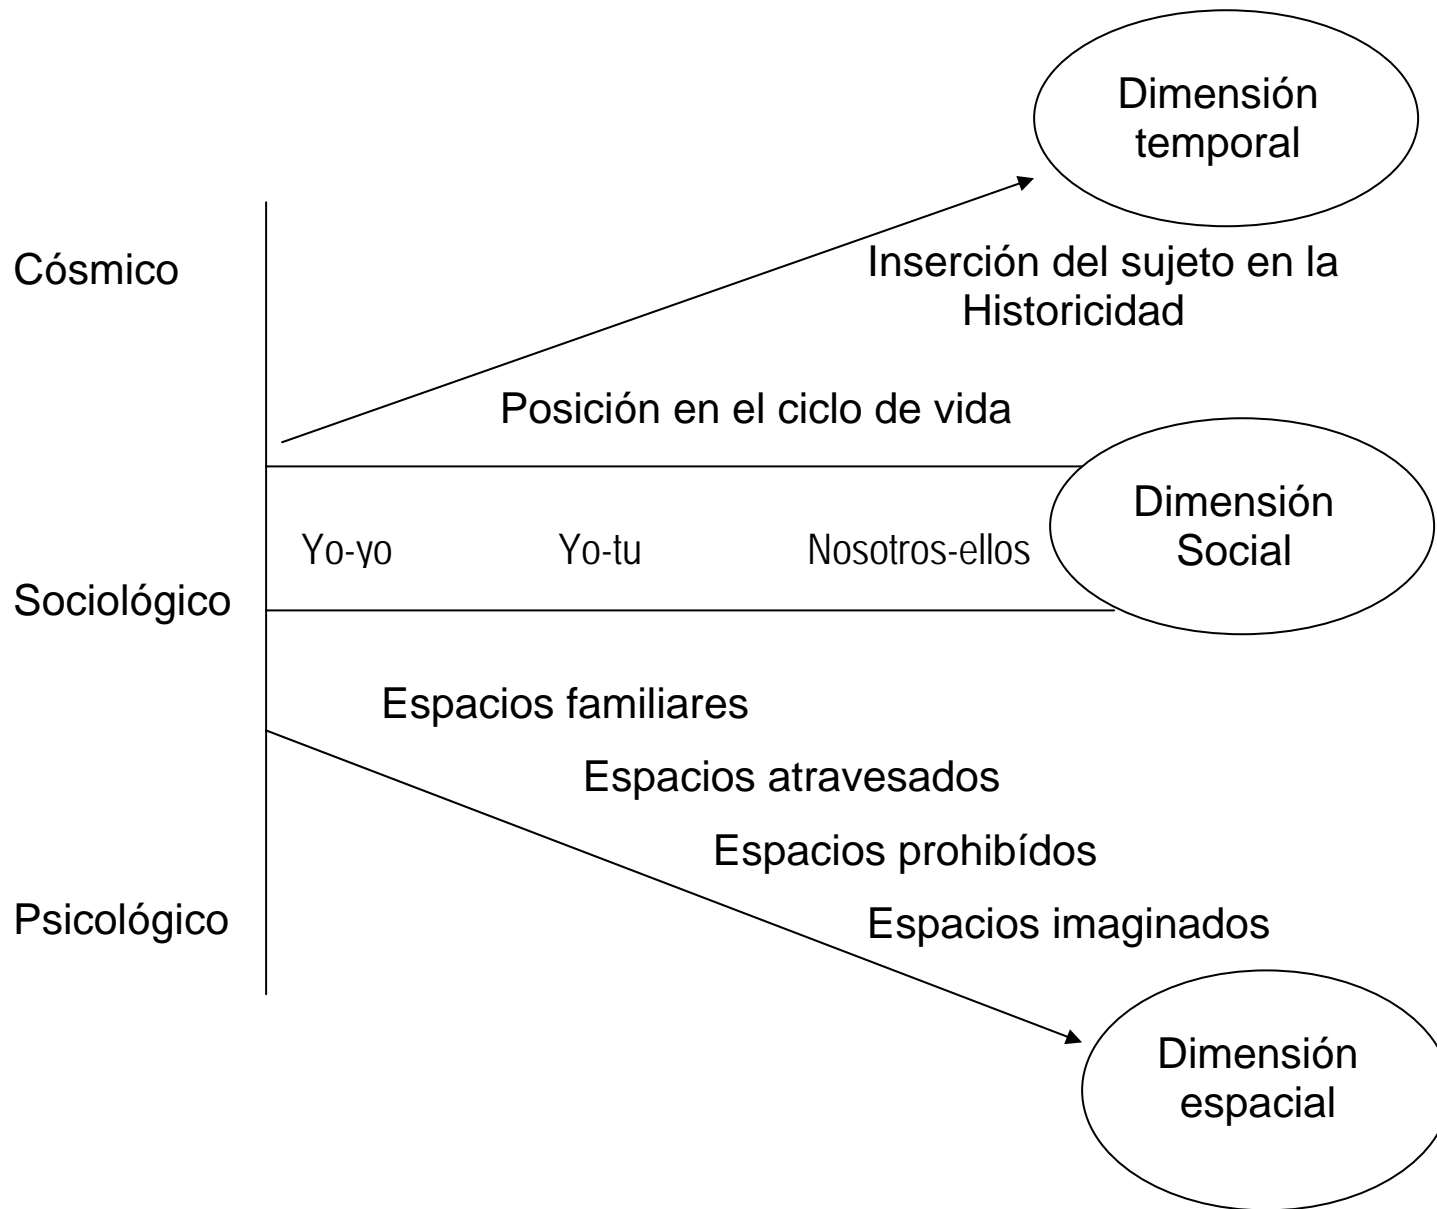 Dimensión
temporal
Cósmico
Inserción del sujeto en la
Historicidad
Posición en el ciclo de vida
Dimensión
Social
Yo-yo Yo-tu Nosotros-ellos
Sociológico
Espacios familiares
Espacios atravesados
Espacios prohibídos
Espacios imaginados
Psicológico
Dimensión
espacial